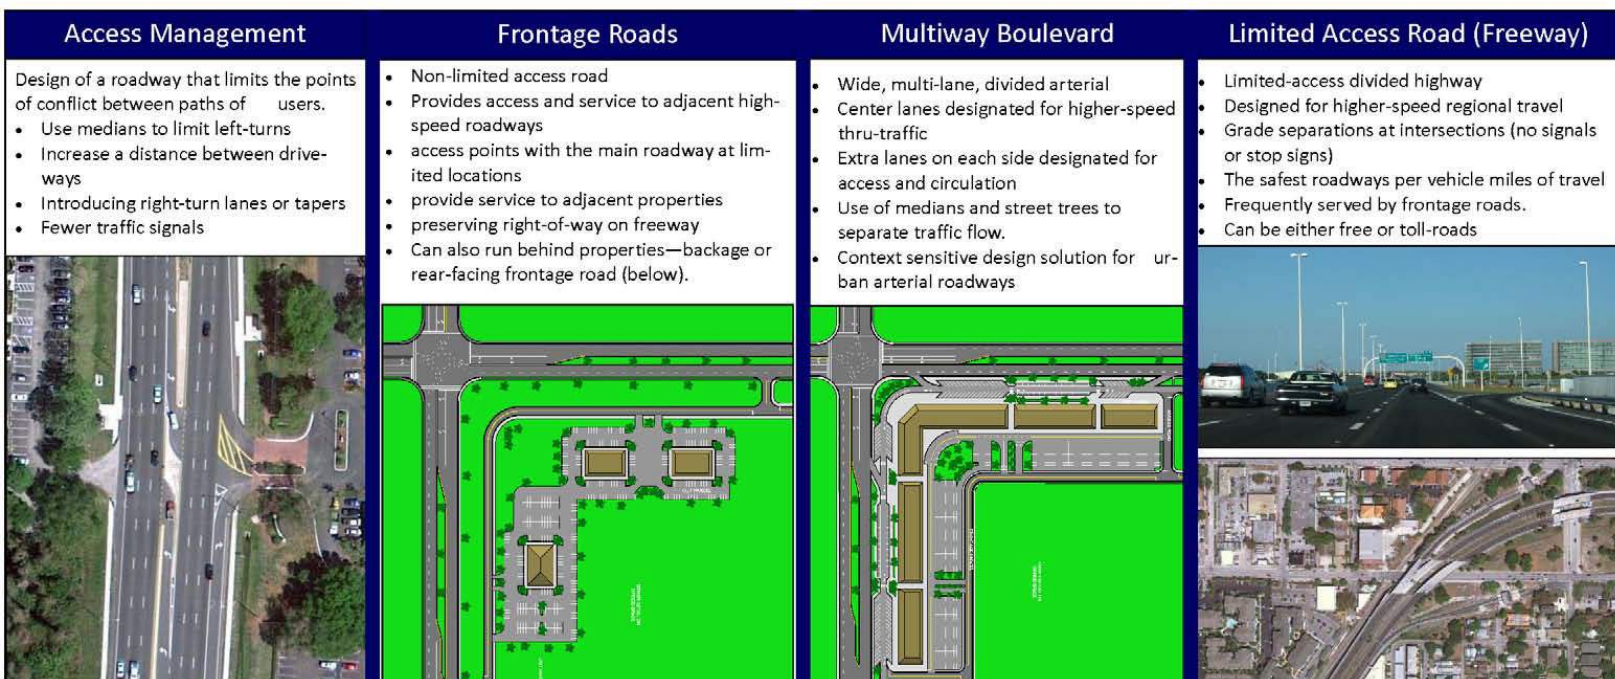 Access Management
Design of a roadway that limits the points
of conflict between paths of users.
• Use medians to limit left-turns
• Increase a distance between drive-
ways
• Introducing right-turn lanes or tapers
• Fewer traffic signals
Frontage Roads
• Non-limited access road
• Provides access and service to adjacent high-
speed roadways
• access points with the main roadway at lim-
ited locations
• provide service to adjacent properties
• preserving right-of-way on freeway
• Can also run behind properties—backage or
rear-facing frontage road (below).
Multiway Boulevard
• Wide, multi-lane, divided arterial
• Center lanes designated for higher-speed
thru-traffic
• Extra lanes on each side designated for
access and circulation
• Use of medians and street trees to
separate traffic flow.
• Context sensitive design solution for ur-
ban arterial roadways
Limited Access Road (Freeway)
• Limited-access divided highway
• Designed for higher-speed regional travel
• Grade separations at intersections (no signals
or stop signs)
• The safest roadways per vehicle miles of travel
• Frequently served by frontage roads.
• Can be either free or toll-roads